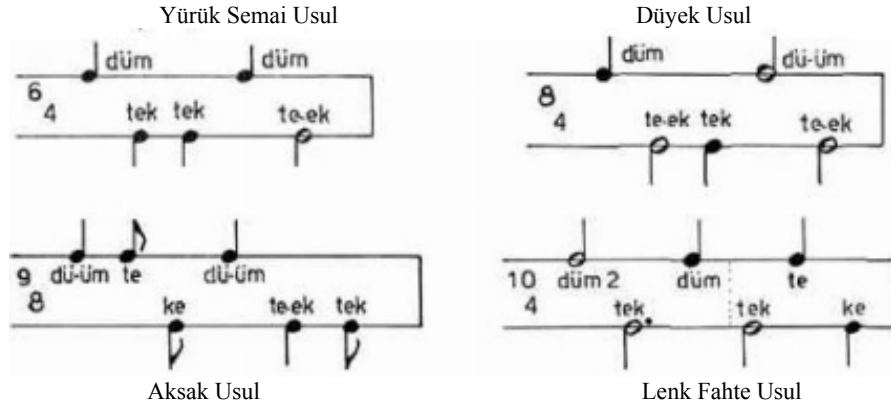 Yürük Semai Usul
düm düm
6
4
tek tek te-ek
Düyek Usul
düm dü-üm
8
4
te-ek tek te-ek
dü-üm te dü-üm
9
8
ke te-ek tek
Aksak Usul
düm 2 düm te
10
4
tek tek ke
Lenk Fahte Usul